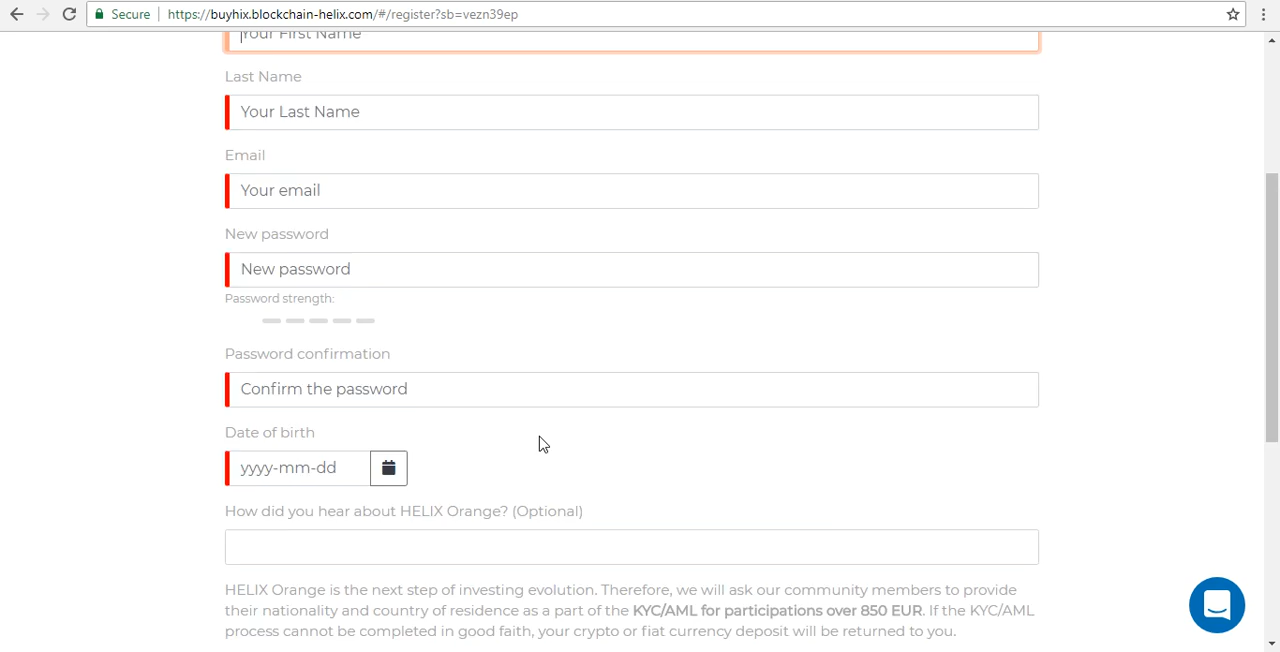 Secure
https://buyhix.blockchain-helix.com/#/register?sb=vezn39ep
Your First Name
Last Name
Your Last Name
Email
Your email
New password
New password
Password strength:
Password confirmation
Confirm the password
Date of birth
yyyy-mm-dd
How did you hear about HELIX Orange? (Optional)
HELIX Orange is the next step of investing evolution. Therefore, we will ask our community members to provide
their nationality and country of residence as a part of the KYC/AML for participations over 850 EUR. If the KYC/AML
process cannot be completed in good faith, your crypto or fiat currency deposit will be returned to you.